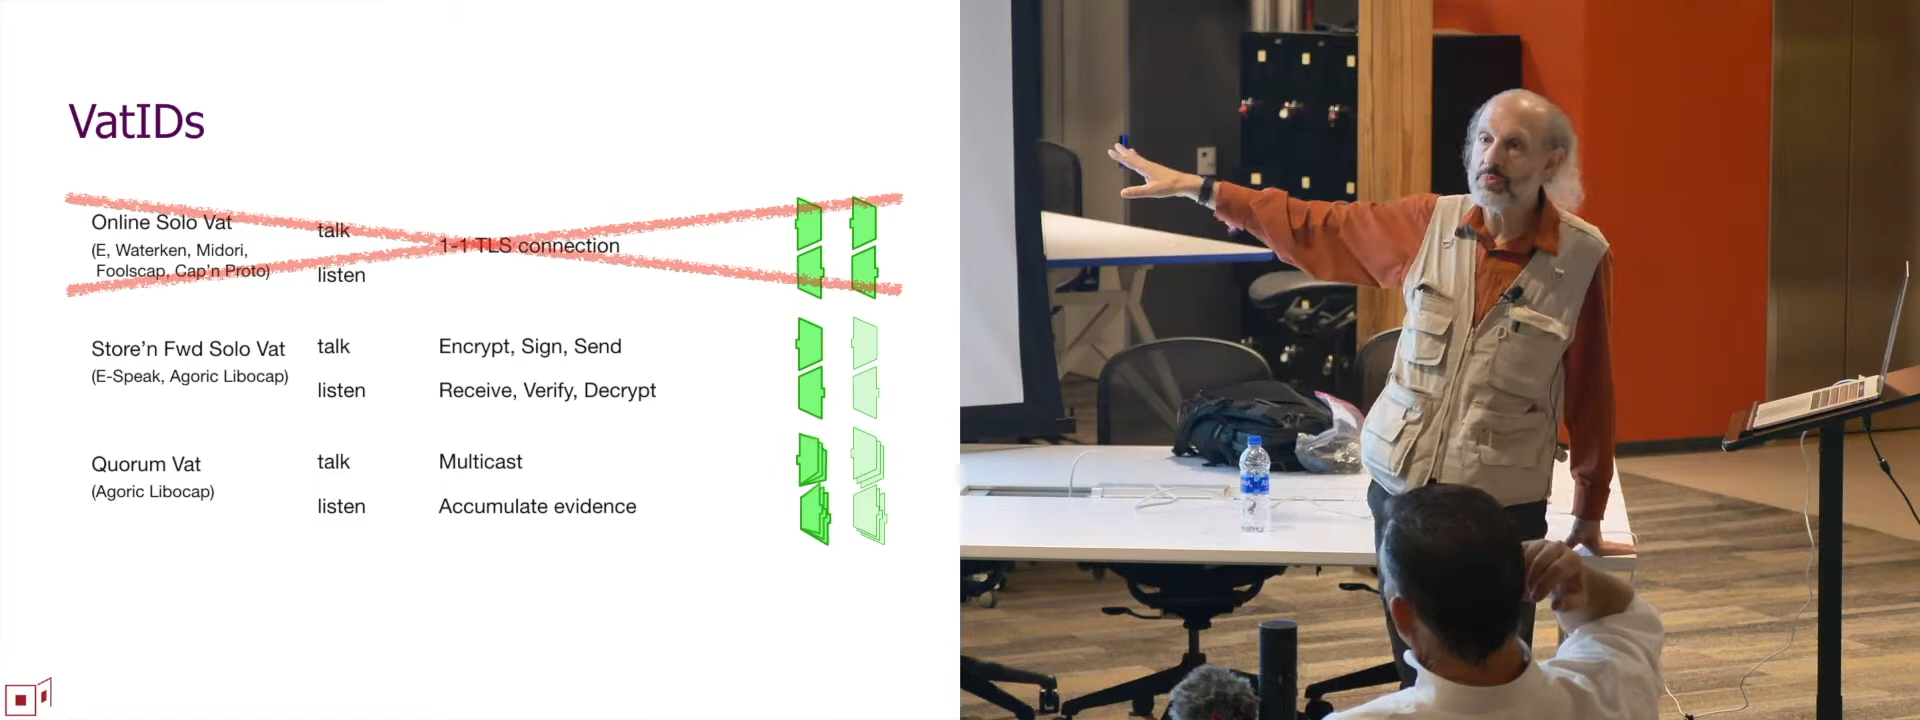 VatIDs
Online Solo Vat
(E, Waterken, Midori,
Foolscap, Cap'n Proto)
talk
listen
1-1 TLS connection
Store'n Fwd Solo Vat
(E-Speak, Agoric Libocap)
talk
Encrypt, Sign, Send
listen
Receive, Verify, Decrypt
Quorum Vat
(Agoric Libocap)
talk
Multicast
listen
Accumulate evidence